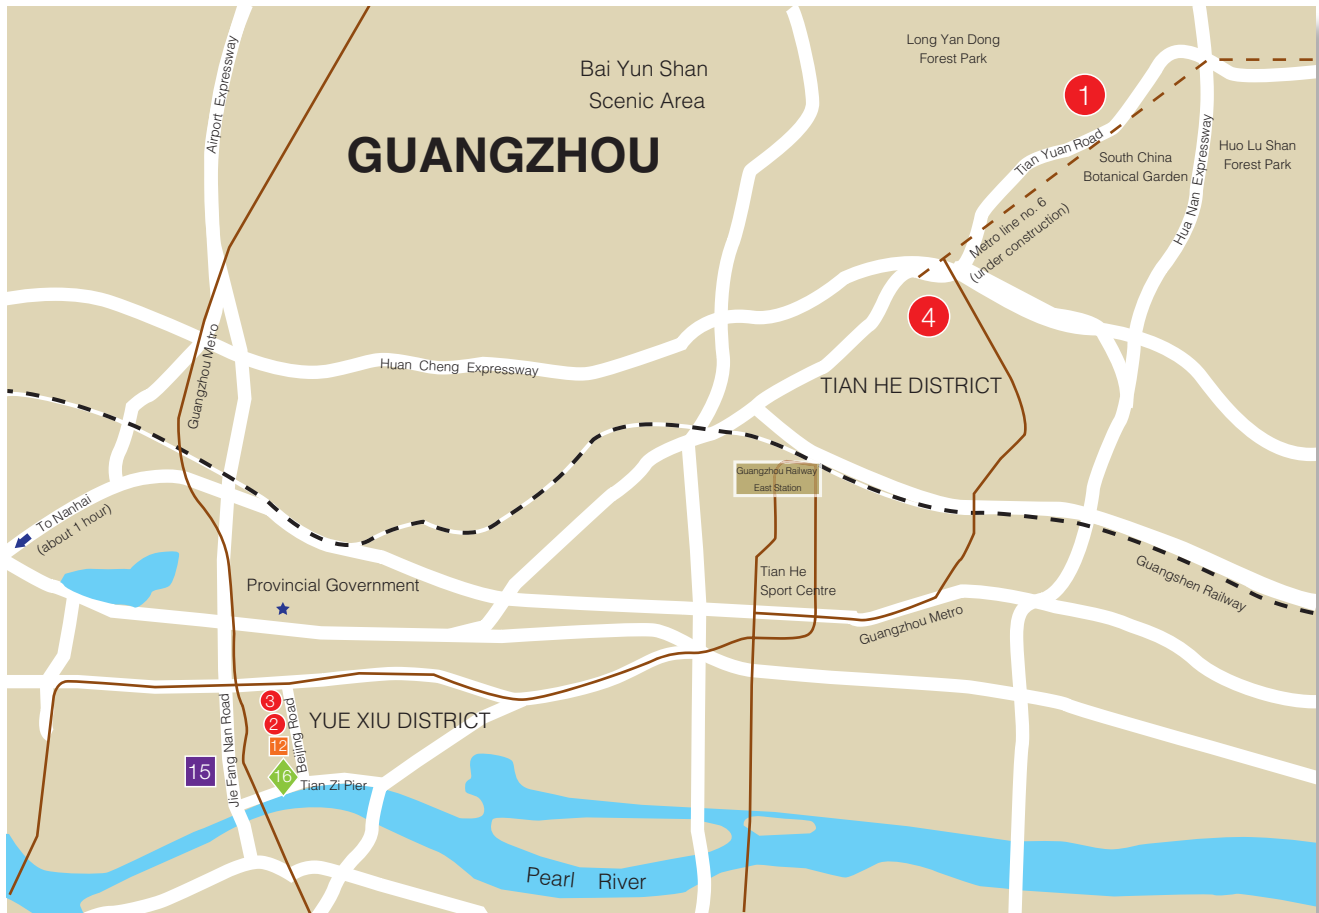 Long Yan Dong
Forest Park
Bai Yun Shan
Scenic Area
Airport Expressway
1
GUANGZHOU
Tian Yuan Road
South China
Botanical Garden
Huo Lu Shan
Forest Park
Hua Nan Expressway
Metro line no. 6
(under construction)
4
Guangzhou Metro
Huan Cheng Expressway
TIAN HE DISTRICT
Guangzhou Railway
East Station
To Nanhai
(about 1 hour)
Provincial Government
Tian He
Sport Centre
Guangshen Railway
Guangzhou Metro
3
2
12
16
15
Jie Fang Nan Road
Beijing Road
YUE XIU DISTRICT
Tian Zi Pier
Pearl River